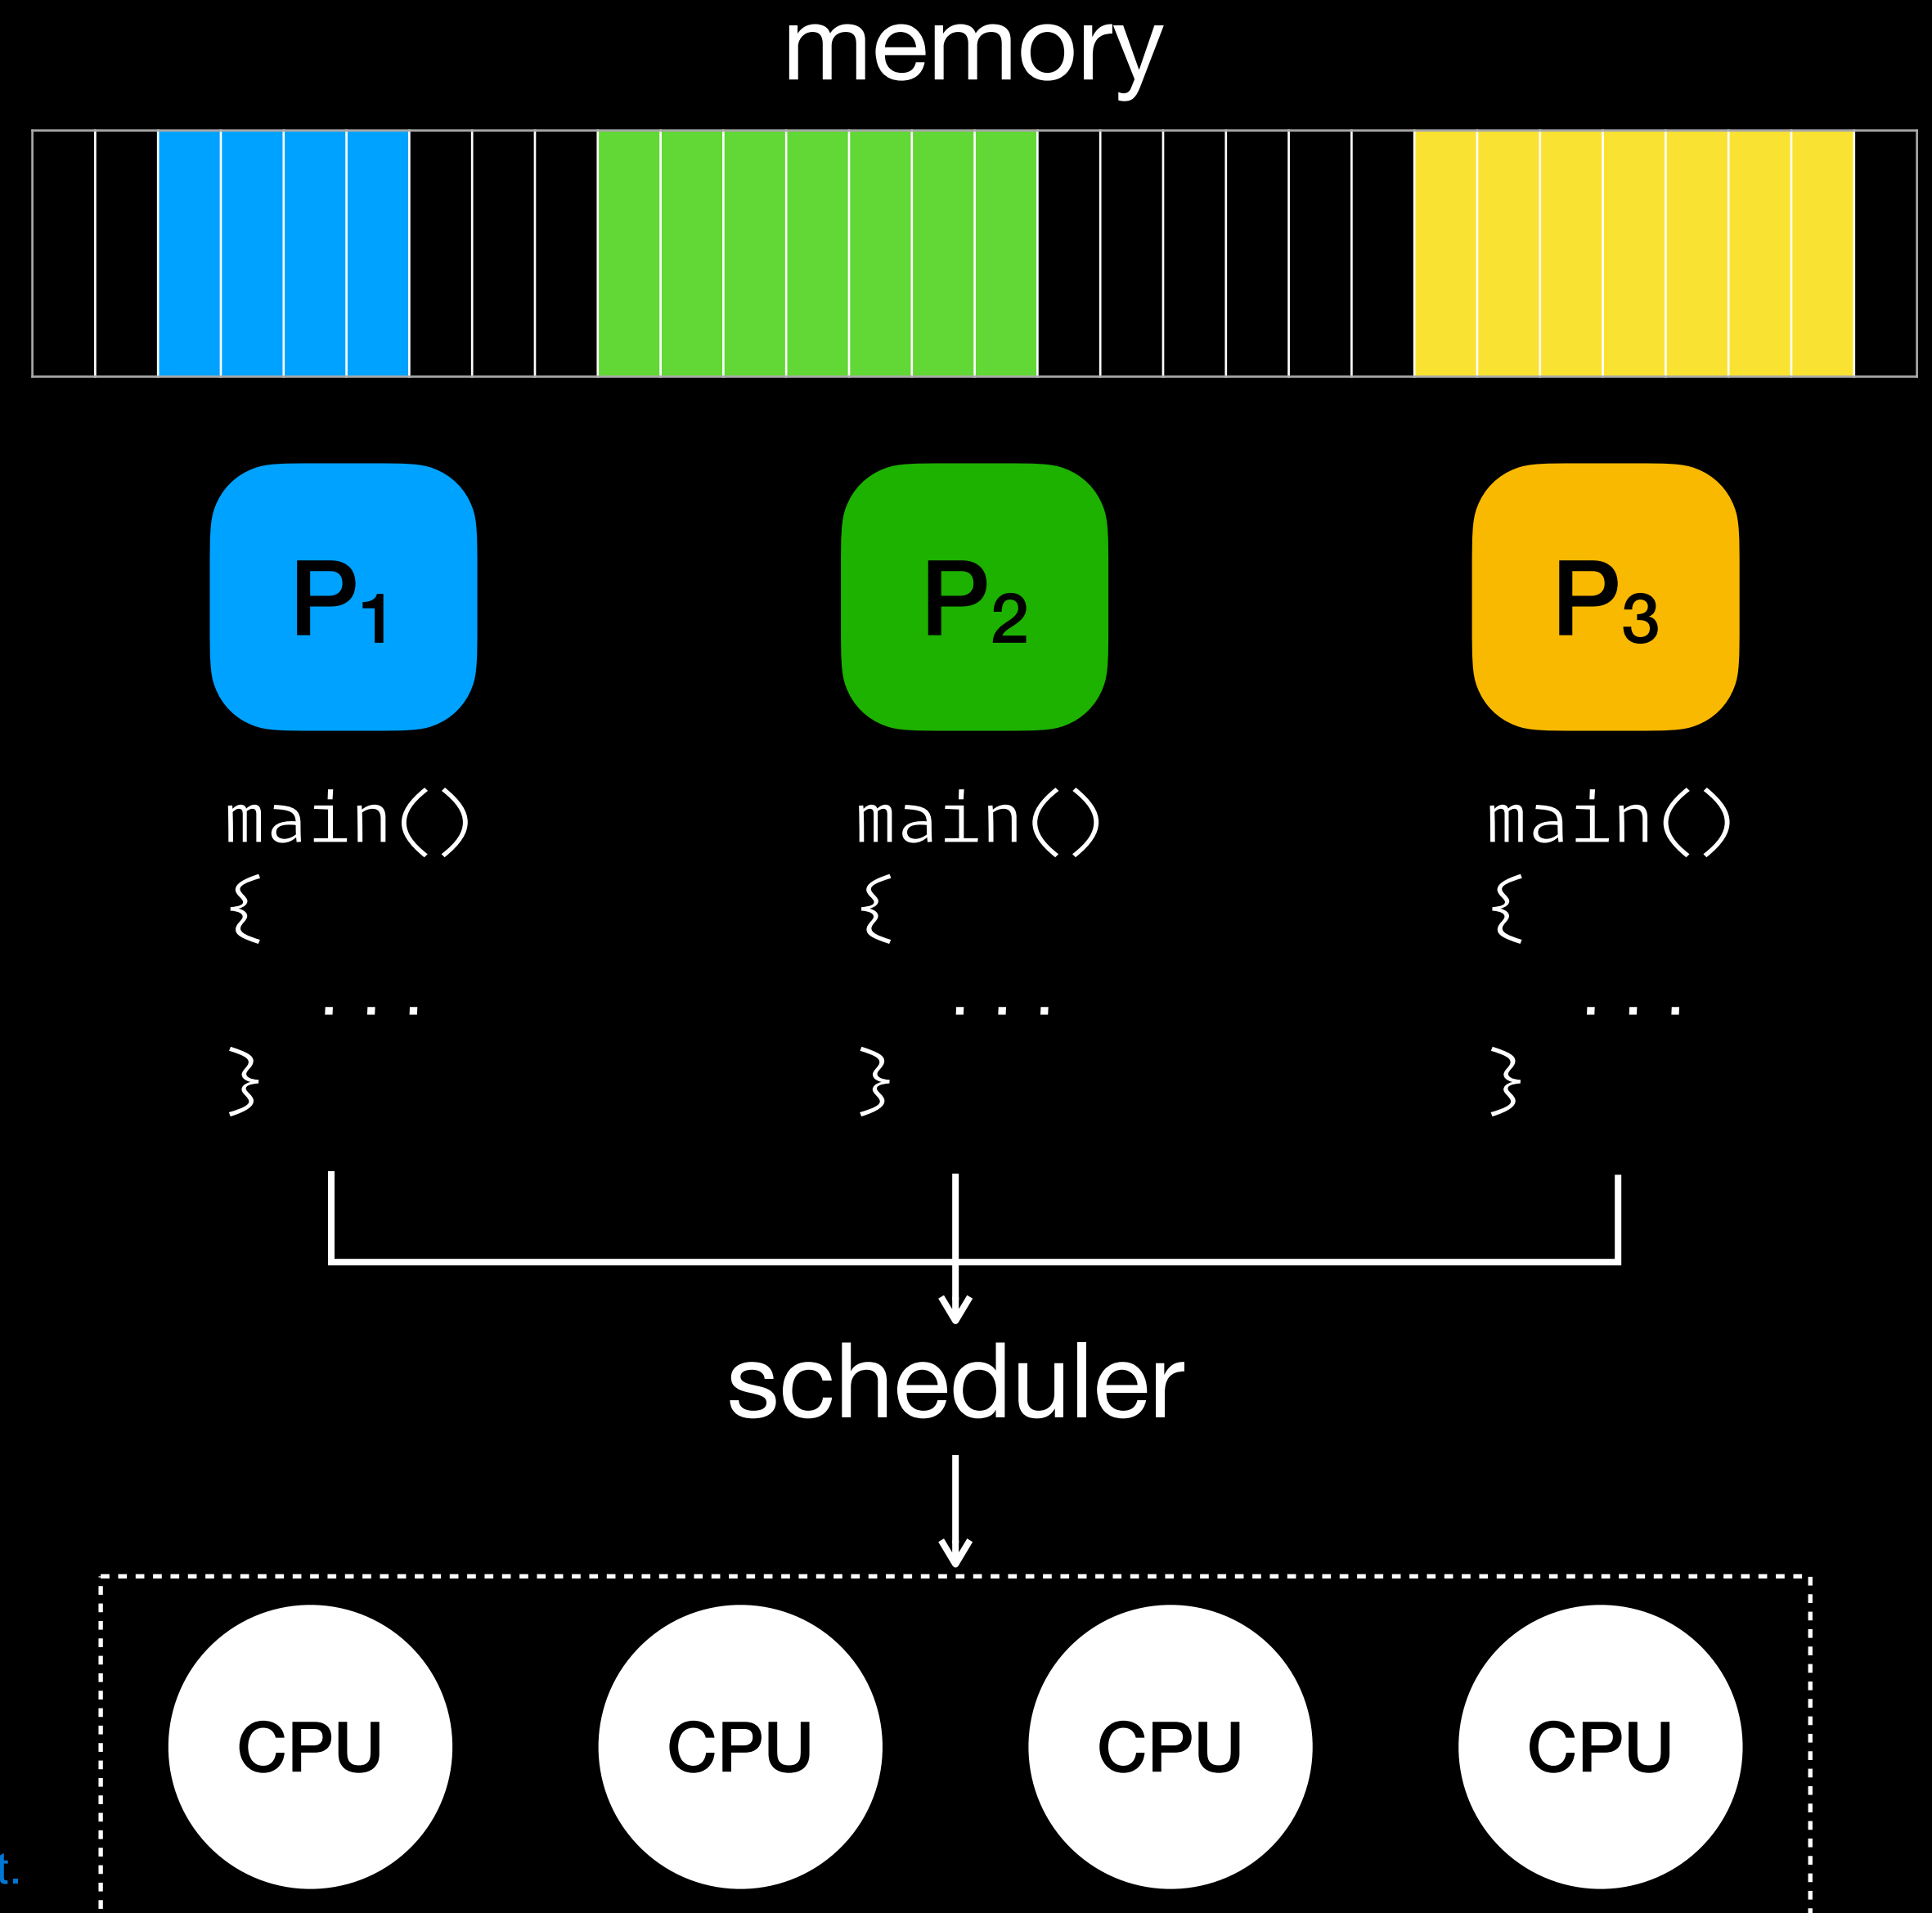 memory
P1 P2 P3
main() main() main()
{ { {
... ... ...
} } }
scheduler
CPU CPU CPU CPU
t.